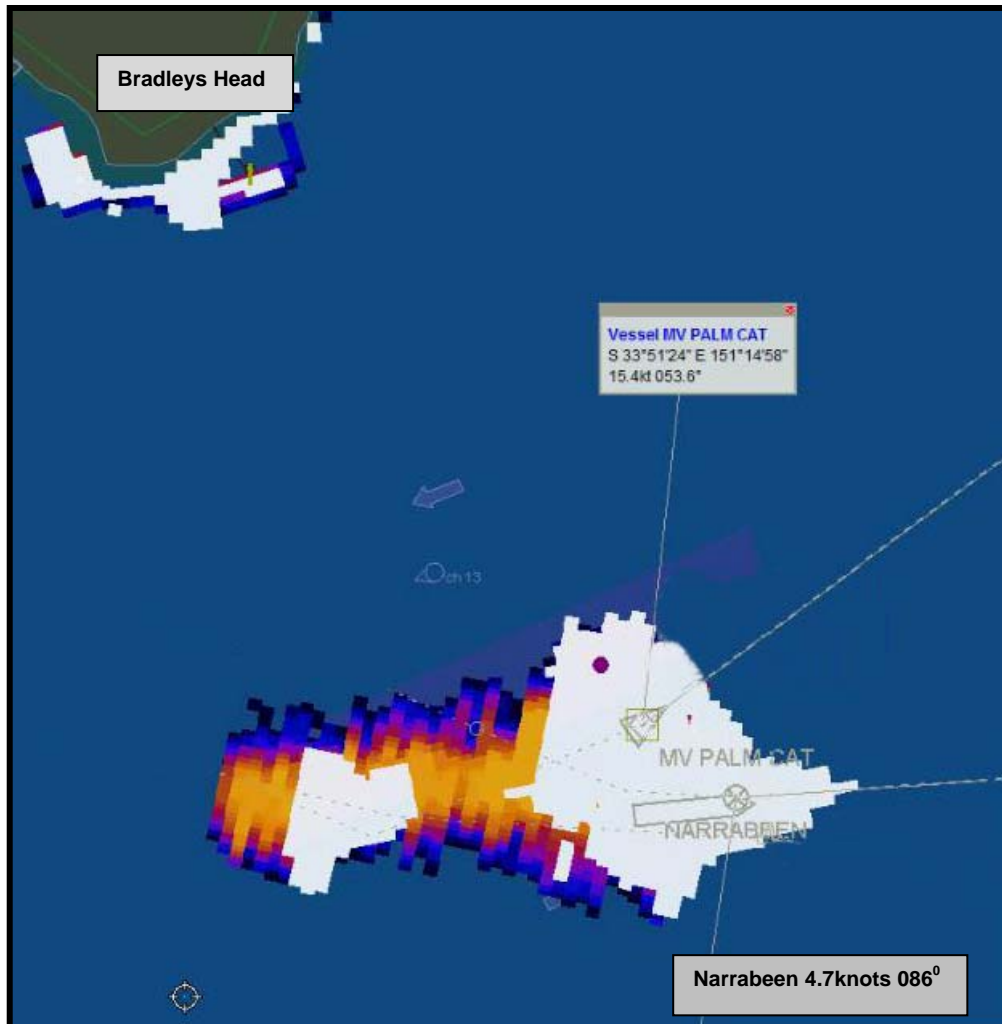 Bradleys Head
Vessel MV PALM CAT
S 33°51'24" E 151°14'58"
15.4kt 053.6°
ch 13
MV PALM CAT
NARRABEEN
Narrabeen 4.7knots 086⁰